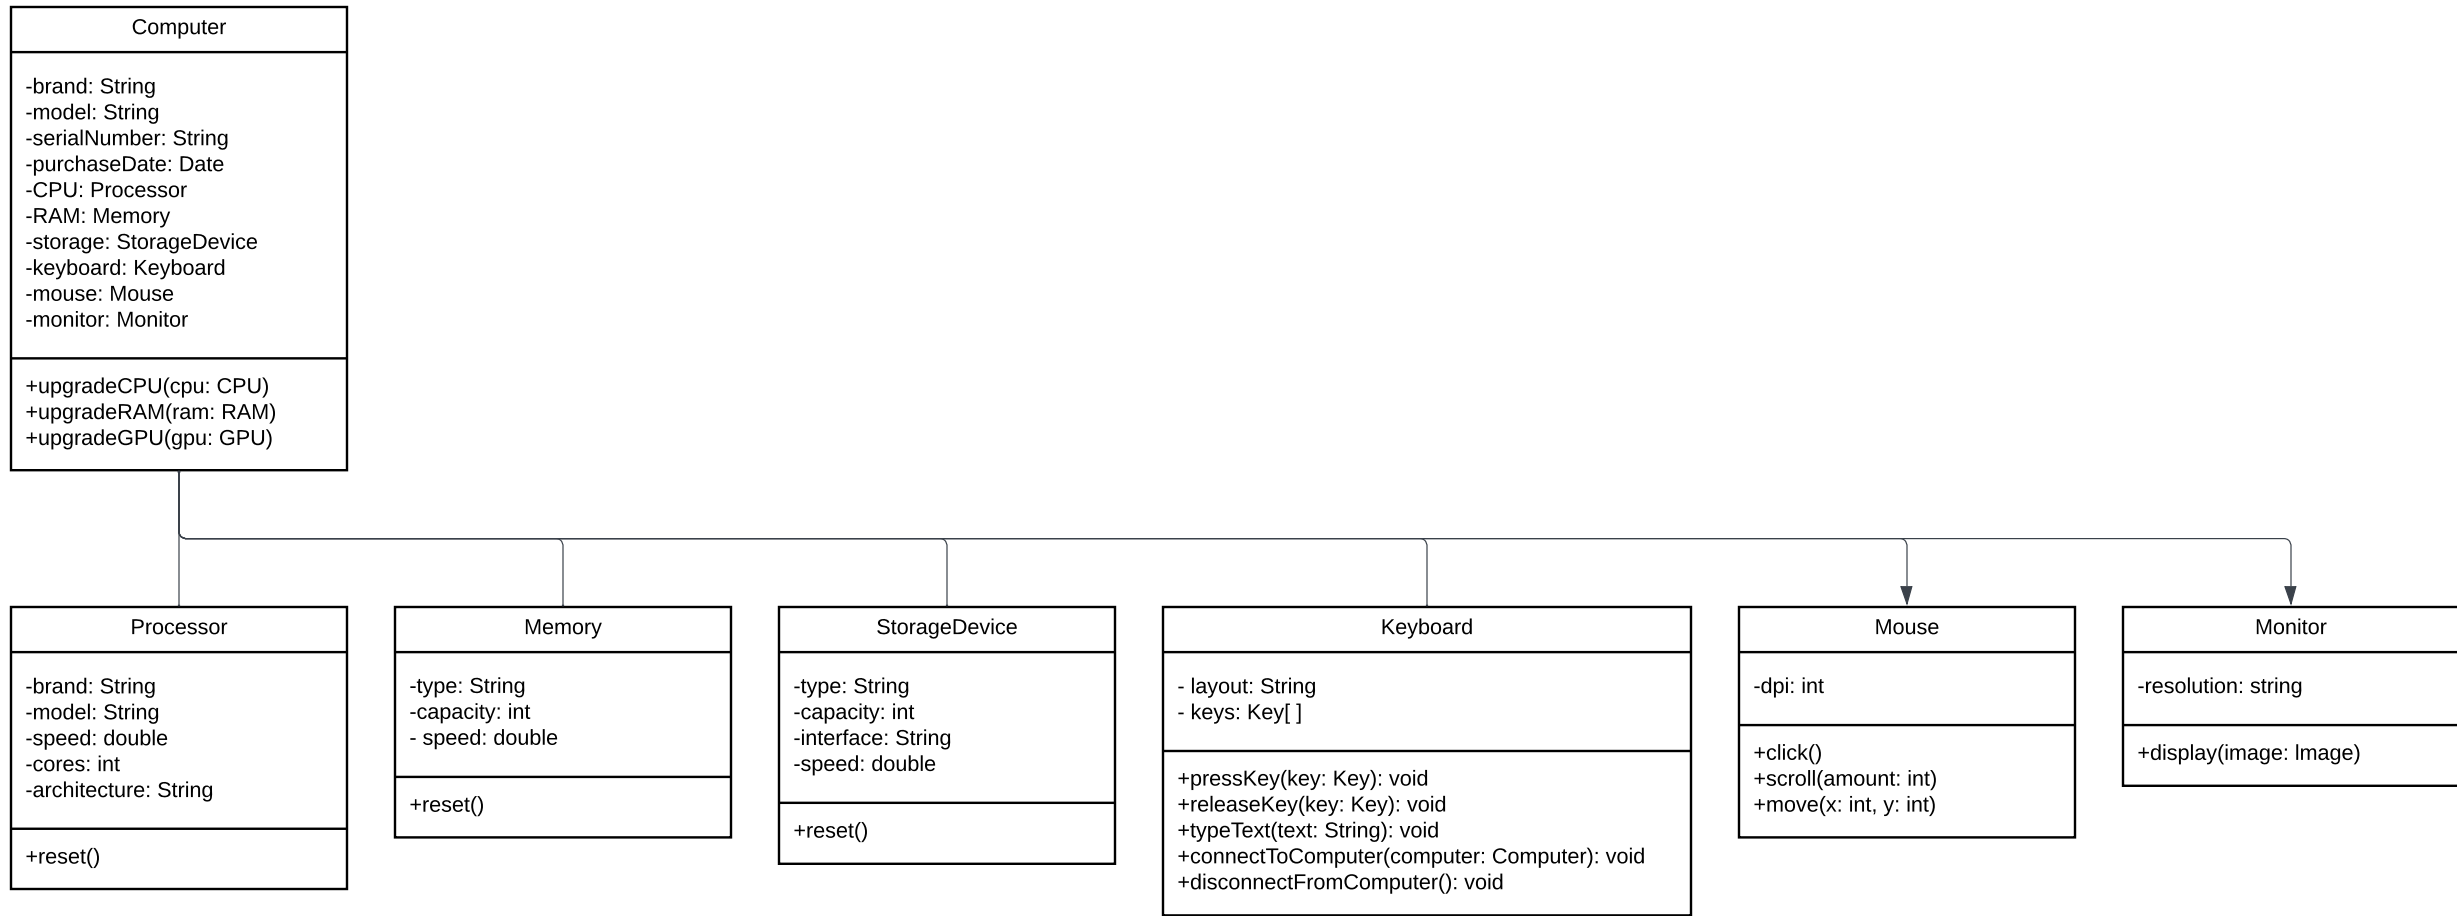 Computer
-brand: String
-model: String
-serialNumber: String
-purchaseDate: Date
-CPU: Processor
-RAM: Memory
-storage: StorageDevice
-keyboard: Keyboard
-mouse: Mouse
-monitor: Monitor
+upgradeCPU(cpu: CPU)
+upgradeRAM(ram: RAM)
+upgradeGPU(gpu: GPU)
Processor
-brand: String
-model: String
-speed: double
-cores: int
-architecture: String
+reset()
Memory
-type: String
-capacity: int
- speed: double
+reset()
StorageDevice
-type: String
-capacity: int
-interface: String
-speed: double
+reset()
Keyboard
- layout: String
- keys: Key[ ]
+pressKey(key: Key): void
+releaseKey(key: Key): void
+typeText(text: String): void
+connectToComputer(computer: Computer): void
+disconnectFromComputer(): void
Mouse
-dpi: int
+click()
+scroll(amount: int)
+move(x: int, y: int)
Monitor
-resolution: string
+display(image: Image)